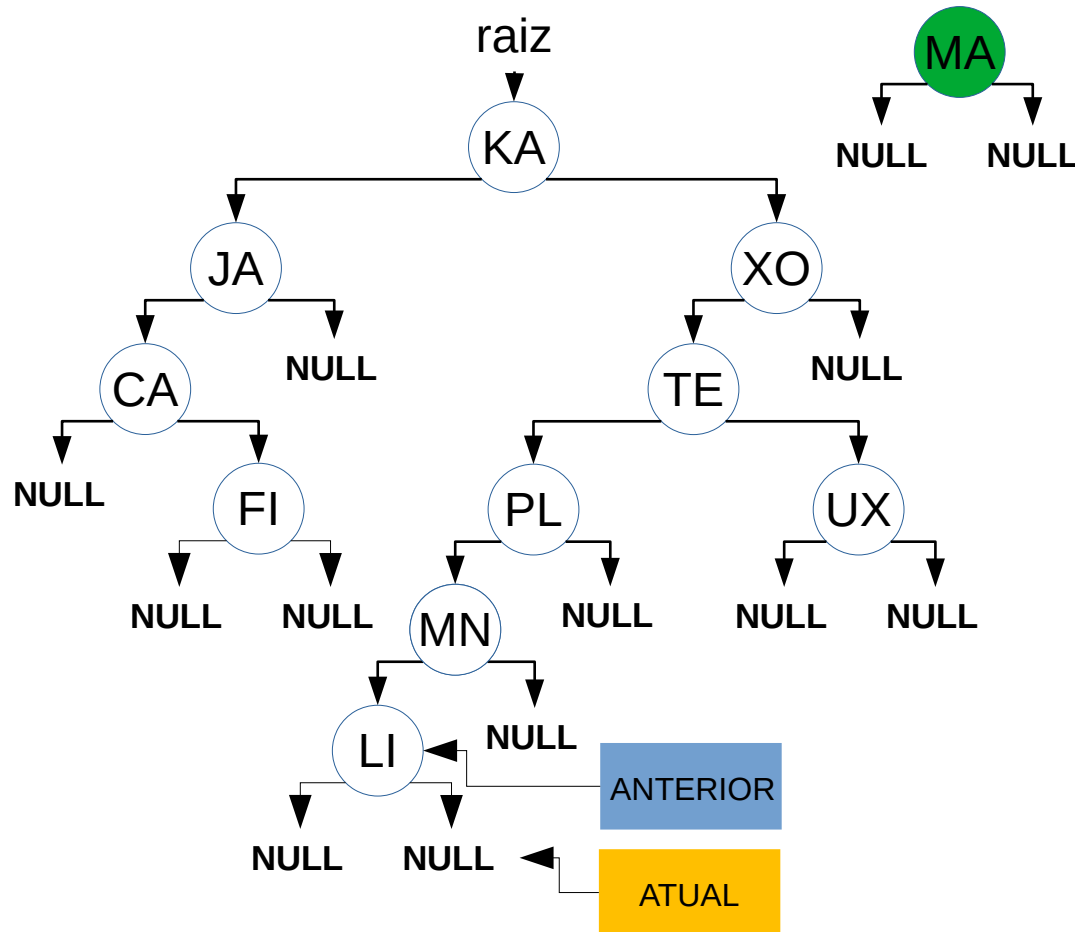 raiz
MA
NULL NULL
KA
JA XO
NULL NULL
CA TE
NULL
FI PL UX
NULL NULL NULL NULL NULL
MN
NULL
LI
ANTERIOR
NULL NULL
ATUAL